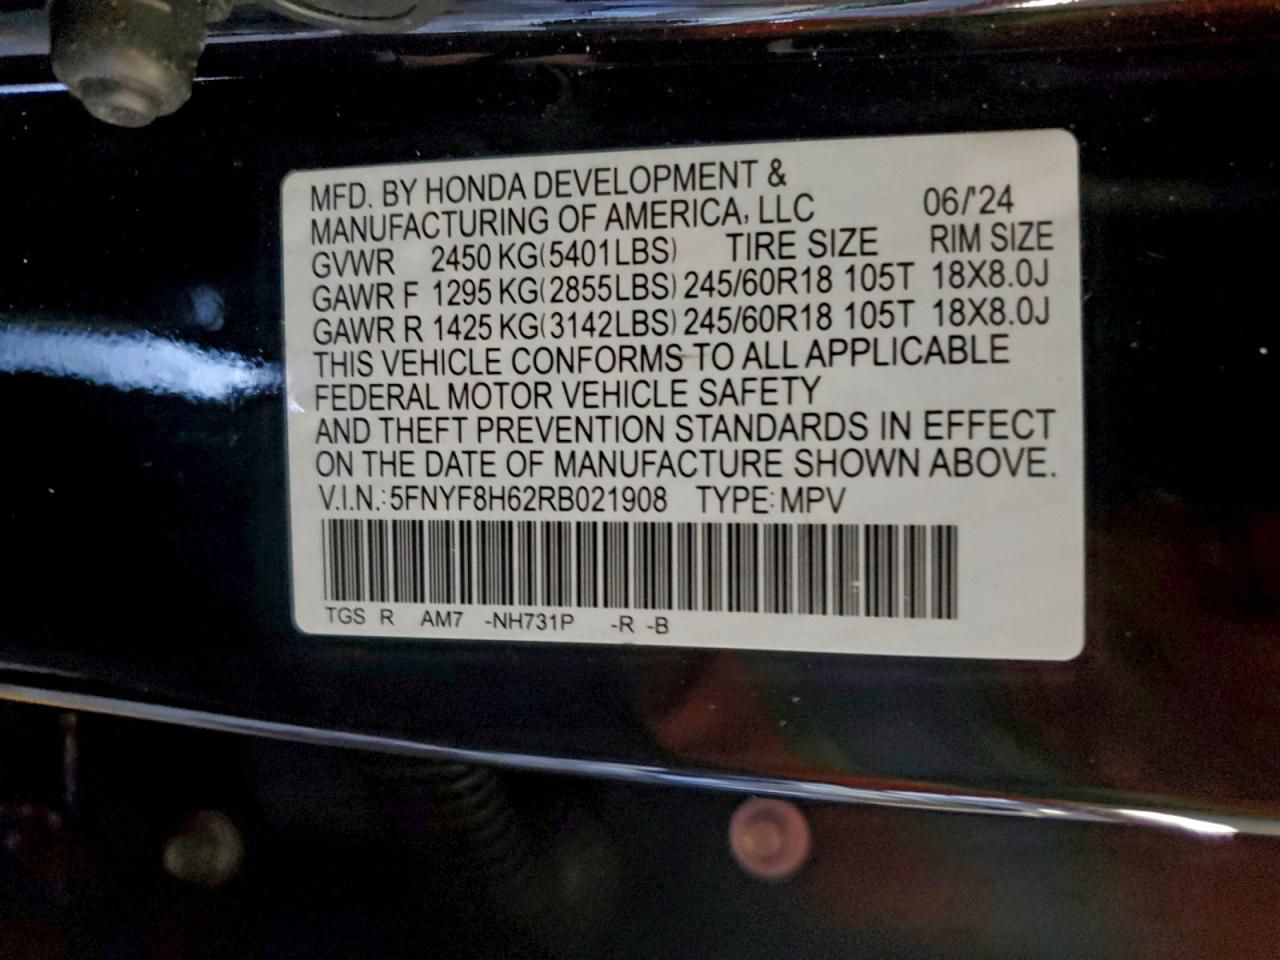 MFD. BY HONDA DEVELOPMENT &
MANUFACTURING OF AMERICA, LLC 06/'24
GVWR 2450 KG(5401LBS) TIRE SIZE RIM SIZE
GAWR F 1295 KG(2855LBS) 245/60R18 105T 18X8.0J
GAWR R 1425 KG(3142LBS) 245/60R18 105T 18X8.0J
THIS VEHICLE CONFORMS TO ALL APPLICABLE
FEDERAL MOTOR VEHICLE SAFETY
AND THEFT PREVENTION STANDARDS IN EFFECT
ON THE DATE OF MANUFACTURE SHOWN ABOVE.
V.I.N.: 5FNYF8H62RB021908 TYPE: MPV
TGS R AM7 -NH731P -R -B